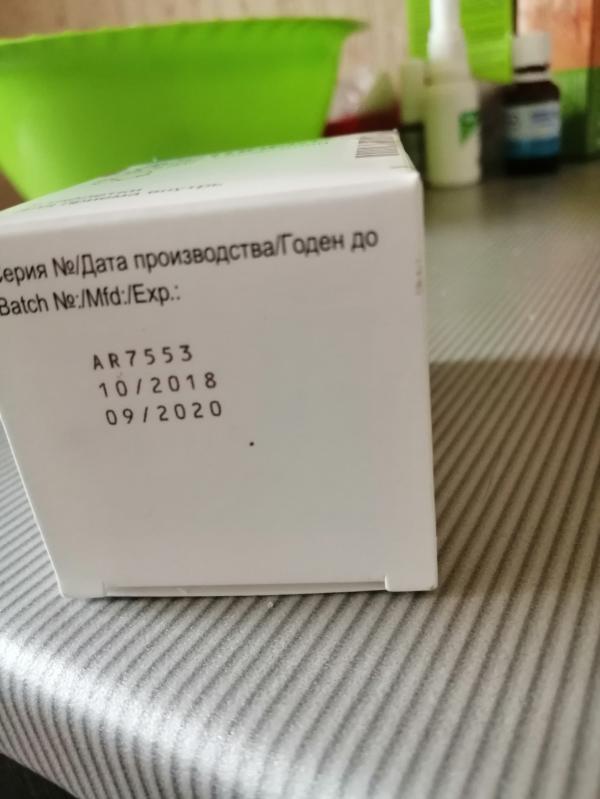 Серия №/Дата производства/Годен до
Batch №:/Mfd:/Exp.:
AR7553
10/2018
09/2020